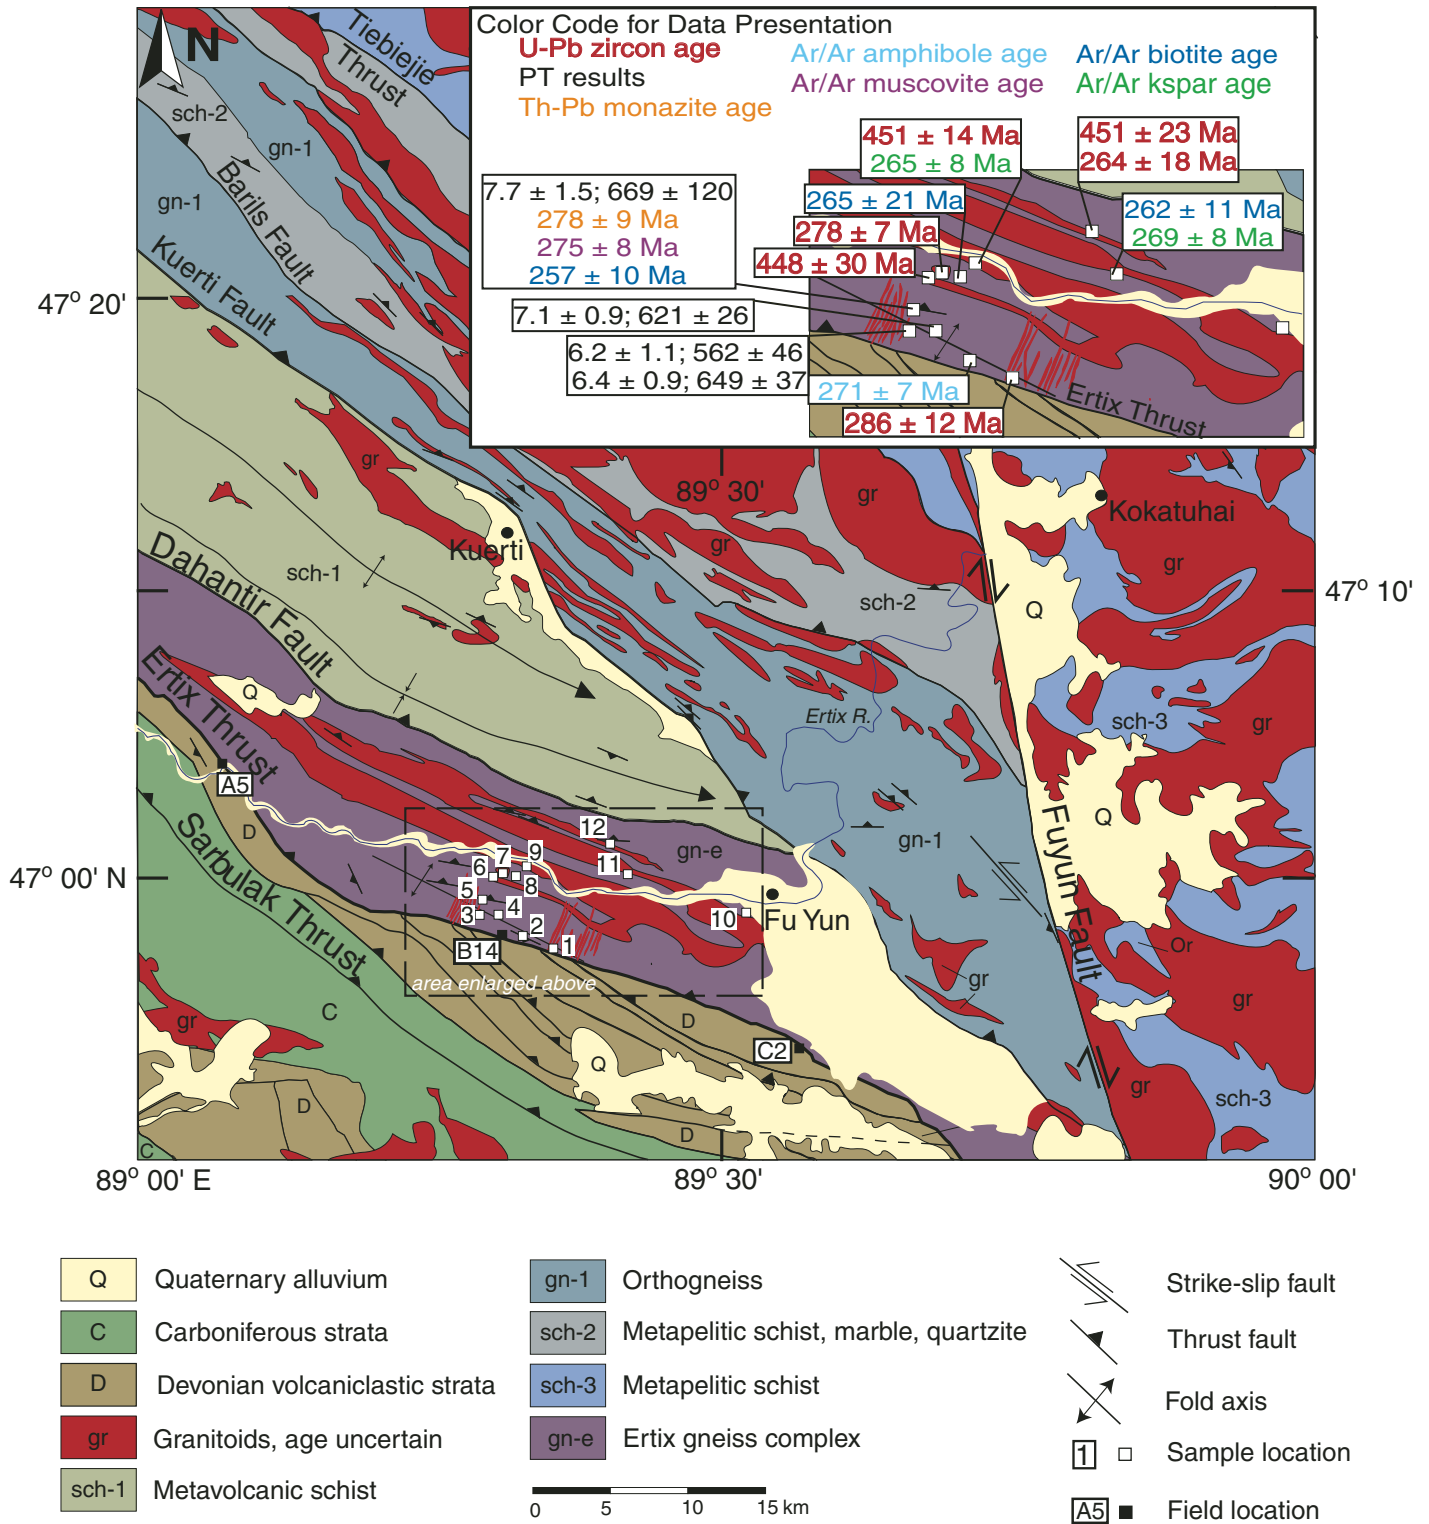 N
Tiebiejie
Thrust
sch-2
gn-1
gn-1
Barils Fault
Kuerti Fault
Color Code for Data Presentation
U-Pb zircon age
Ar/Ar amphibole age
Ar/Ar biotite age
PT results
Ar/Ar muscovite age
Ar/Ar kspar age
Th-Pb monazite age
451 ± 14 Ma
265 ± 8 Ma
451 ± 23 Ma
264 ± 18 Ma
7.7 ± 1.5; 669 ± 120
278 ± 9 Ma
275 ± 8 Ma
257 ± 10 Ma
265 ± 21 Ma
278 ± 7 Ma
448 ± 30 Ma
262 ± 11 Ma
269 ± 8 Ma
7.1 ± 0.9; 621 ± 26
6.2 ± 1.1; 562 ± 46
6.4 ± 0.9; 649 ± 37
271 ± 7 Ma
286 ± 12 Ma
Ertix Thrust
47o 20'
89o 30'
gr
gr
gr
Kokatuhai
gr
Kuerti
sch-1
sch-2
Q
47o 10'
Dahantir Fault
Ertix Thrust
Q
Ertix R.
sch-3
gr
A5
D
Sarbulak Thrust
12
gn-e
gn-1
Fuyun Fault
Q
47o 00' N
9
7
6
8
11
5
4
3
2
1
10
Fu Yun
B14
area enlarged above
Or
gr
gr
gr
C
D
C2
Q
D
D
gr
sch-3
C
89o 00' E
89o 30'
90o 00'
Q
Quaternary alluvium
C
Carboniferous strata
D
Devonian volcaniclastic strata
gr
Granitoids, age uncertain
sch-1
Metavolcanic schist
gn-1
Orthogneiss
sch-2
Metapelitic schist, marble, quartzite
sch-3
Metapelitic schist
gn-e
Ertix gneiss complex
0 5 10 15 km
Strike-slip fault
Thrust fault
Fold axis
1
Sample location
A5
Field location